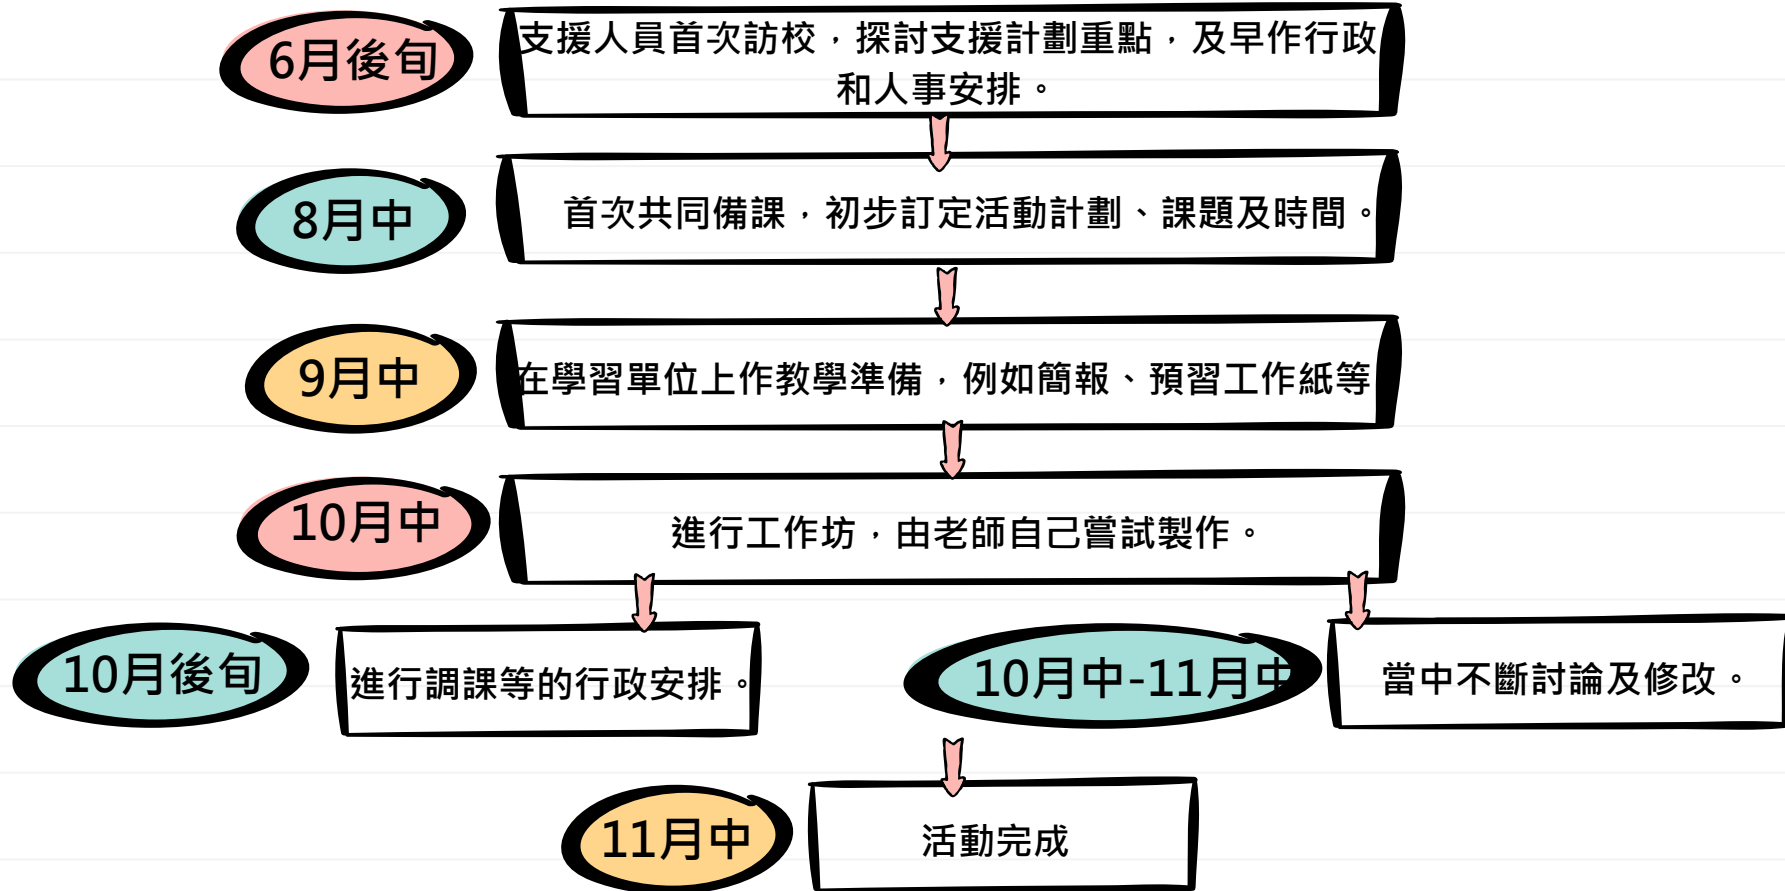 6月後旬
支援人員首次訪校，探討支援計劃重點，及早作行政
和人事安排。
8月中
首次共同備課，初步訂定活動計劃、課題及時間。
9月中
在學習單位上作教學準備，例如簡報、預習工作紙等
10月中
進行工作坊，由老師自己嘗試製作。
10月後旬
進行調課等的行政安排。
10月中-11月中
當中不斷討論及修改。
11月中
活動完成